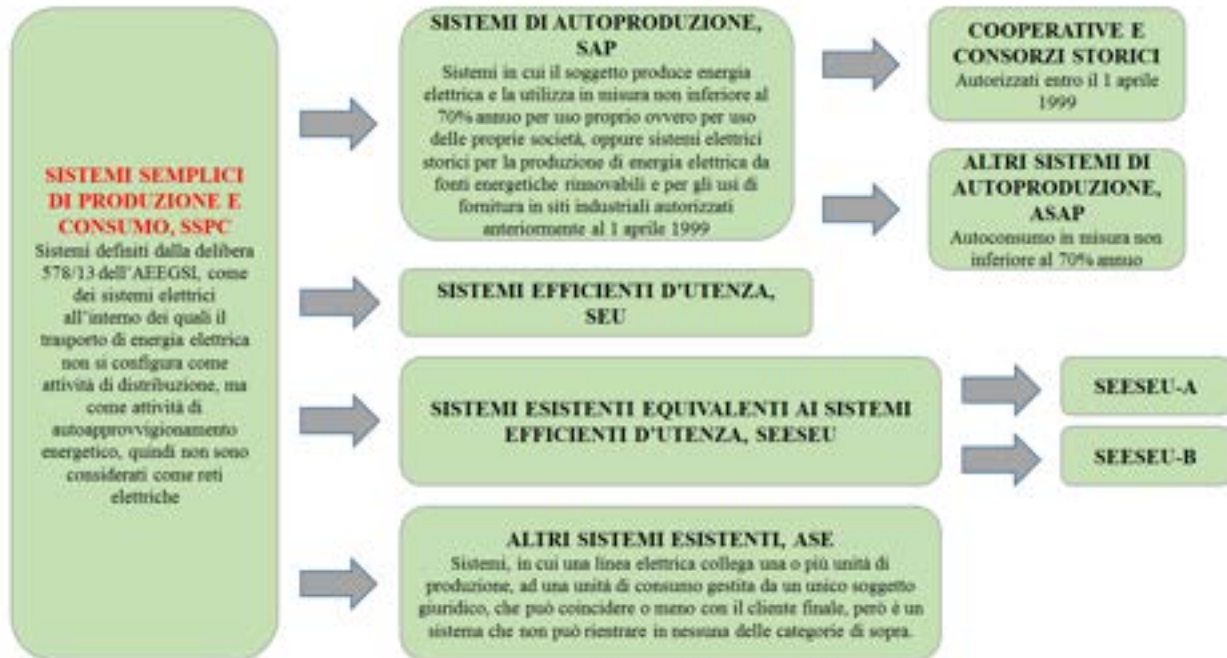 SISTEMI SEMPLICI
DI PRODUZIONE E
CONSUMO, SSPC
Sistemi definiti dalla delibera
578/13 dell'AEEGSI, come
dei sistemi elettrici
all'interno dei quali il
trasporto di energia elettrica
non si configura come
attività di distribuzione, ma
come attività di
autoapprovvigionamento
energetico, quindi non sono
considerati come reti
elettriche
SISTEMI DI AUTOPRODUZIONE,
SAP
Sistemi in cui il soggetto produce energia
elettrica e la utilizza in misura non inferiore al
70% annuo per uso proprio ovvero per uso
delle proprie società, oppure sistemi elettrici
storici per la produzione di energia elettrica da
fonti energetiche rinnovabili e per gli usi di
fornitura in siti industriali autorizzati
anteriormente al 1 aprile 1999
COOPERATIVE E
CONSORZI STORICI
Autorizzati entro il 1 aprile
1999
ALTRI SISTEMI DI
AUTOPRODUZIONE,
ASAP
Autoconsumo in misura non
inferiore al 70% annuo
SISTEMI EFFICIENTI D'UTENZA,
SEU
SISTEMI ESISTENTI EQUIVALENTI AI SISTEMI
EFFICIENTI D'UTENZA, SEESEU
SEESEU-A
SEESEU-B
ALTRI SISTEMI ESISTENTI, ASE
Sistemi, in cui una linea elettrica collega una o più unità di
produzione, ad una unità di consumo gestita da un unico soggetto
giuridico, che può coincidere o meno con il cliente finale, però è un
sistema che non può rientrare in nessuna delle categorie di sopra.